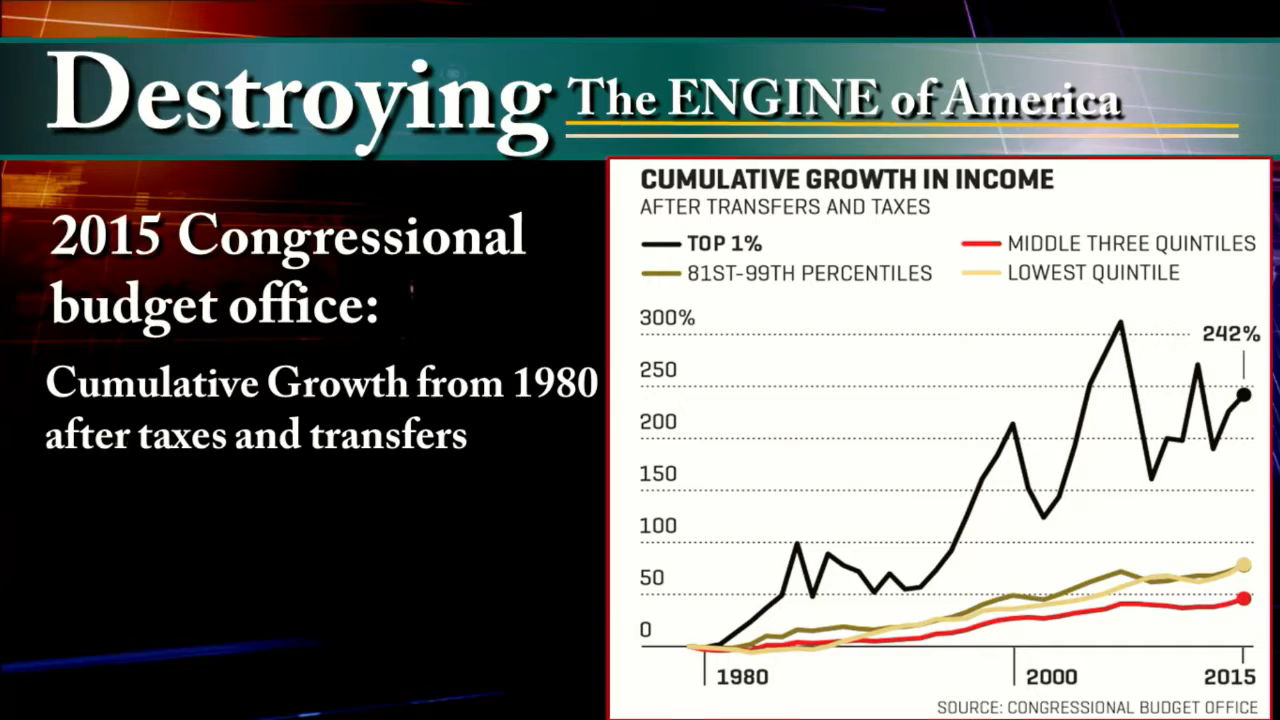 Destroying The ENGINE of America
2015 Congressional
budget office:
Cumulative Growth from 1980
after taxes and transfers
CUMULATIVE GROWTH IN INCOME
AFTER TRANSFERS AND TAXES
TOP 1%
MIDDLE THREE QUINTILES
81ST-99TH PERCENTILES
LOWEST QUINTILE
300%
242%
250
200
150
100
50
0
1980
2000
2015
SOURCE: CONGRESSIONAL BUDGET OFFICE